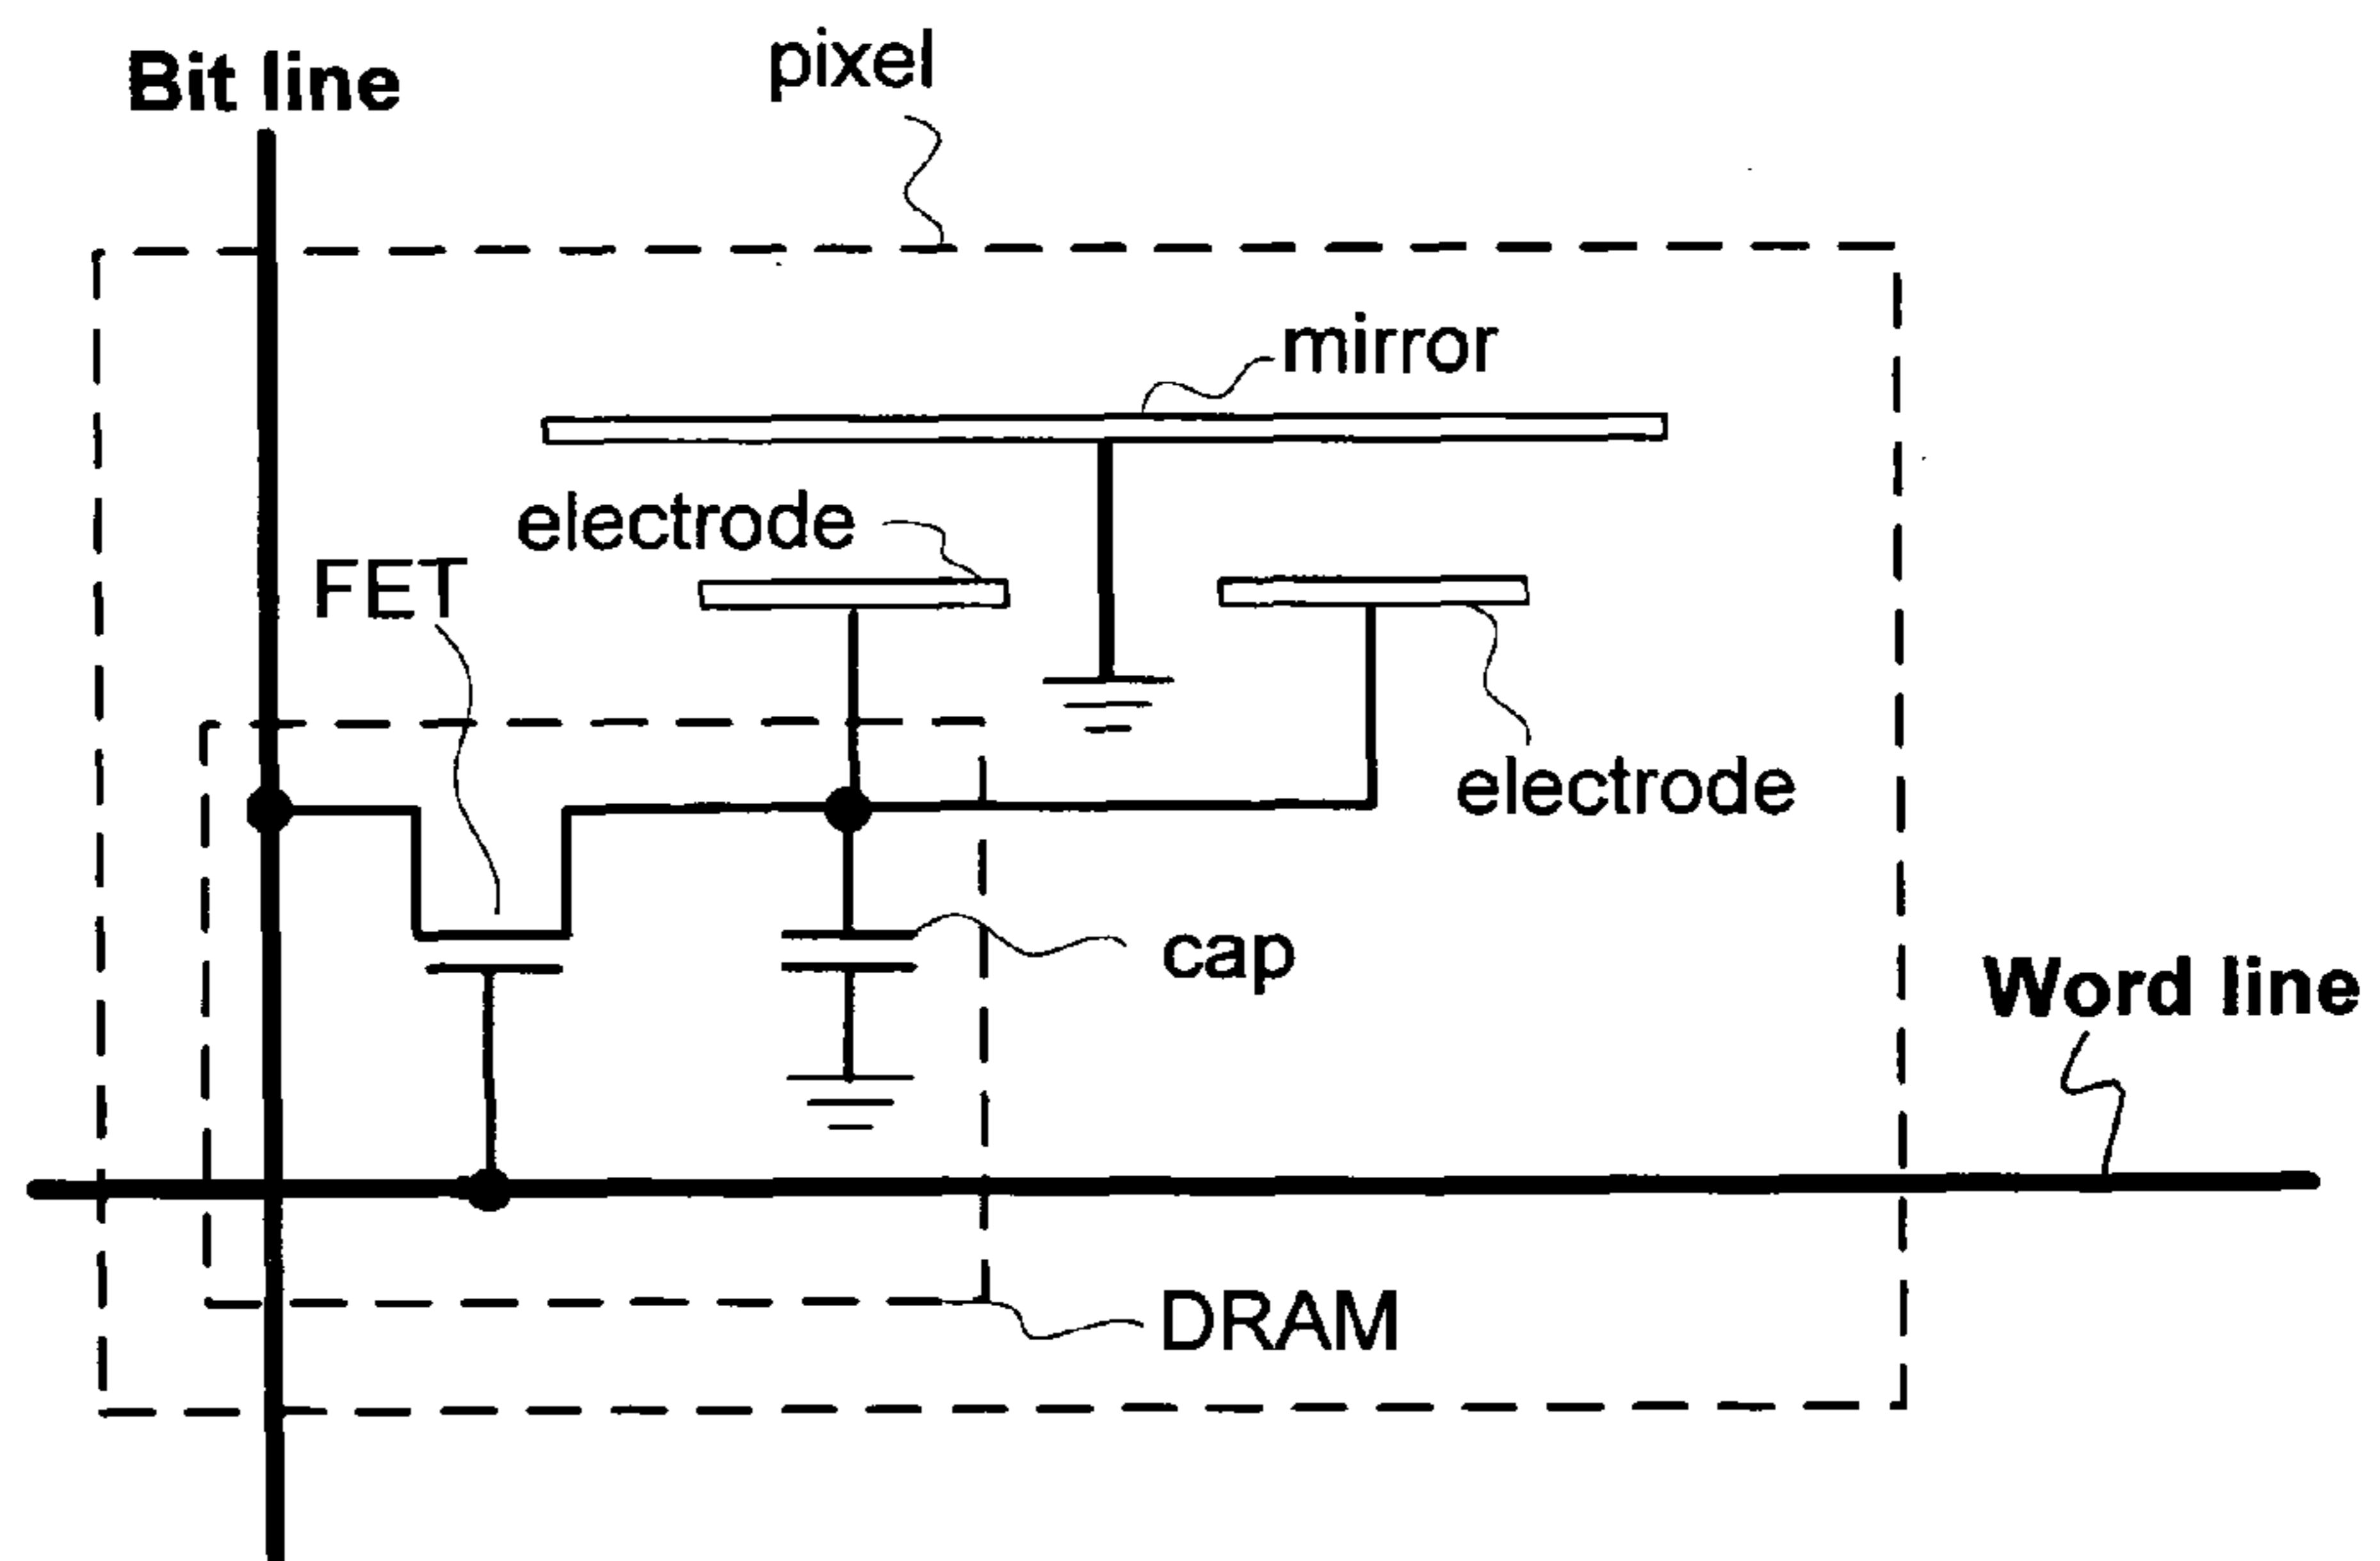 Bit line
pixel
mirror
electrode
FET
electrode
cap
Word line
DRAM